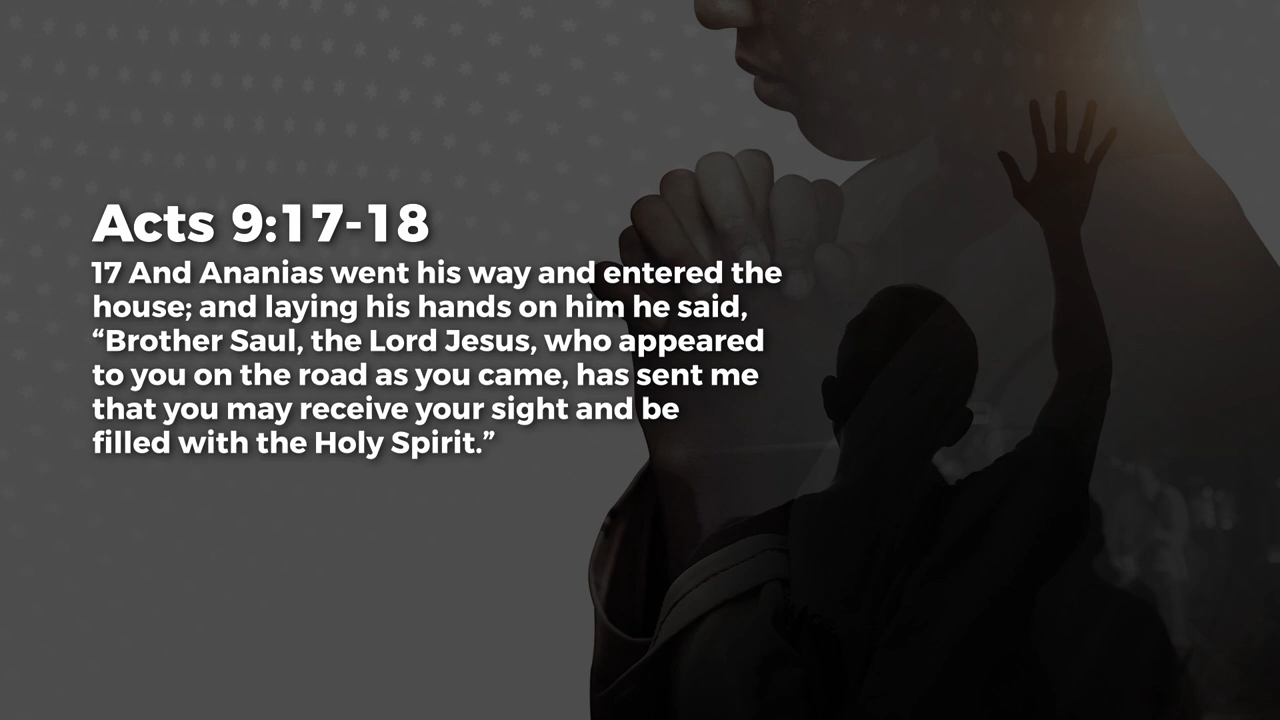 Acts 9:17-18
17 And Ananias went his way and entered the
house; and laying his hands on him he said,
“Brother Saul, the Lord Jesus, who appeared
to you on the road as you came, has sent me
that you may receive your sight and be
filled with the Holy Spirit.”